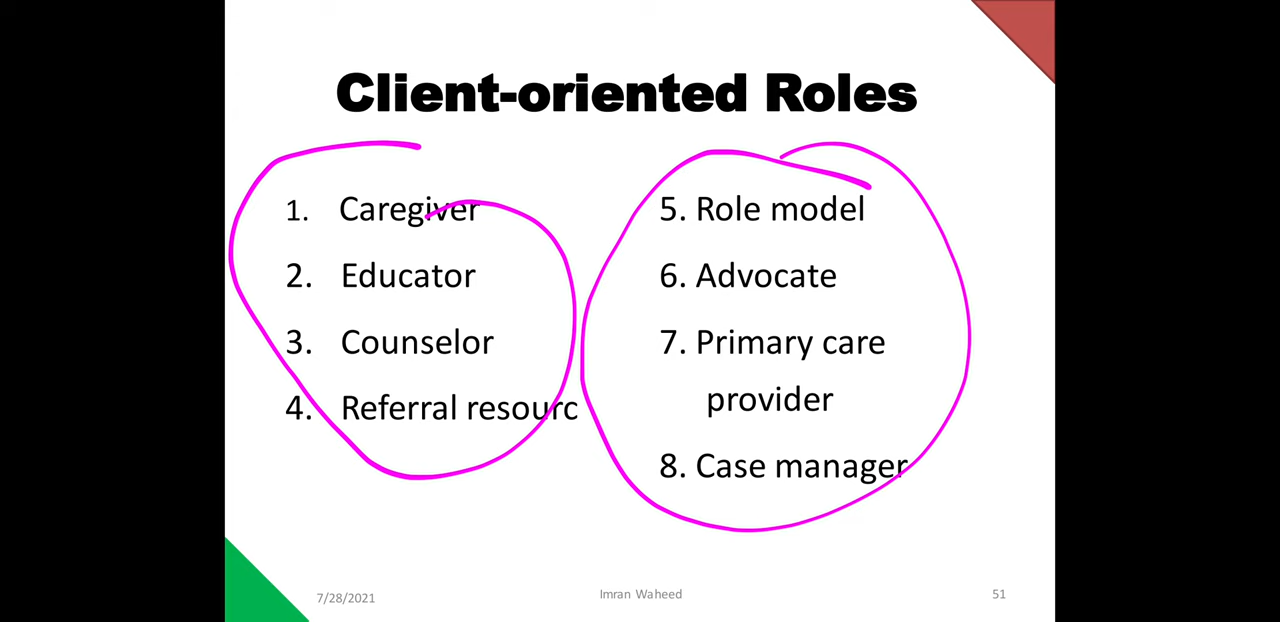 Client-oriented Roles
1. Caregiver
2. Educator
3. Counselor
4. Referral resourc
5. Role model
6. Advocate
7. Primary care
provider
8. Case manager
7/28/2021
Imran Waheed
51